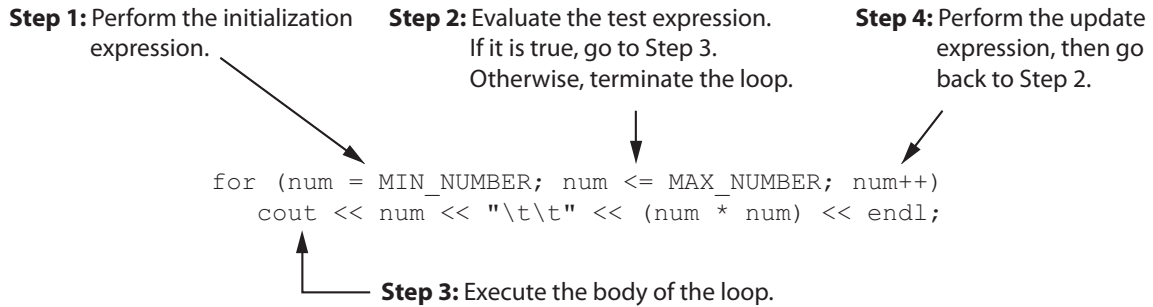 Step 1: Perform the initialization
expression.
Step 2: Evaluate the test expression.
If it is true, go to Step 3.
Otherwise, terminate the loop.
Step 4: Perform the update
expression, then go
back to Step 2.
for (num = MIN_NUMBER; num <= MAX_NUMBER; num++)
cout << num << "\t\t" << (num * num) << endl;
Step 3: Execute the body of the loop.